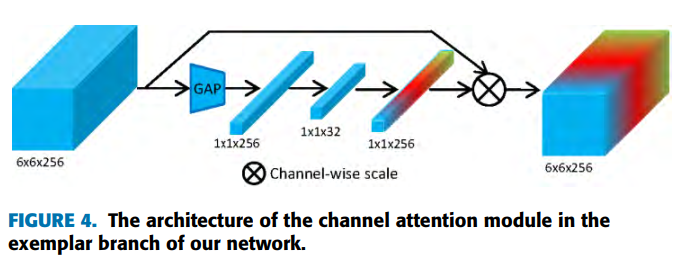 GAP
1x1x256
1x1x32
1x1x256
6x6x256
6x6x256
Channel-wise scale
FIGURE 4. The architecture of the channel attention module in the
exemplar branch of our network.